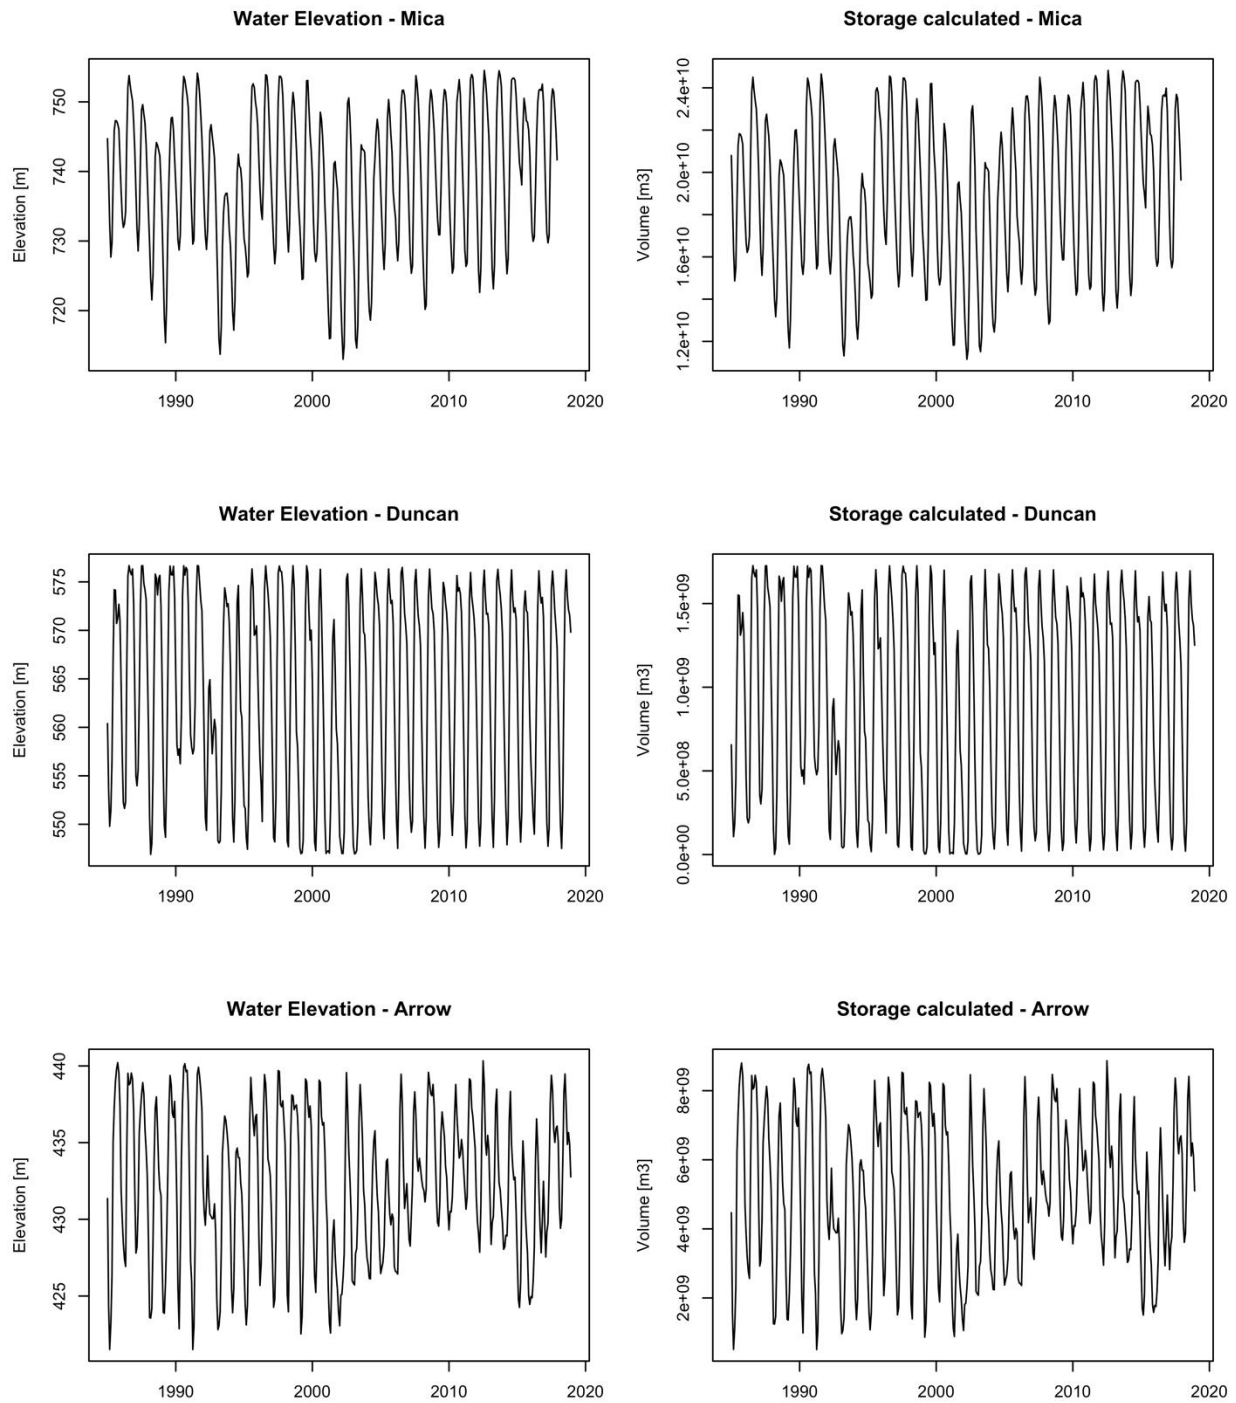 Water Elevation - Mica
Elevation [m]
750
740
730
720
1990 2000 2010 2020
Storage calculated - Mica
Volume [m3]
2.4e+10
2.0e+10
1.6e+10
1.2e+10
1990 2000 2010 2020
Water Elevation - Duncan
Elevation [m]
575
570
565
560
555
550
1990 2000 2010 2020
Storage calculated - Duncan
Volume [m3]
1.5e+09
1.0e+09
5.0e+08
0.0e+00
1990 2000 2010 2020
Water Elevation - Arrow
Elevation [m]
440
435
430
425
1990 2000 2010 2020
Storage calculated - Arrow
Volume [m3]
8e+09
6e+09
4e+09
2e+09
1990 2000 2010 2020